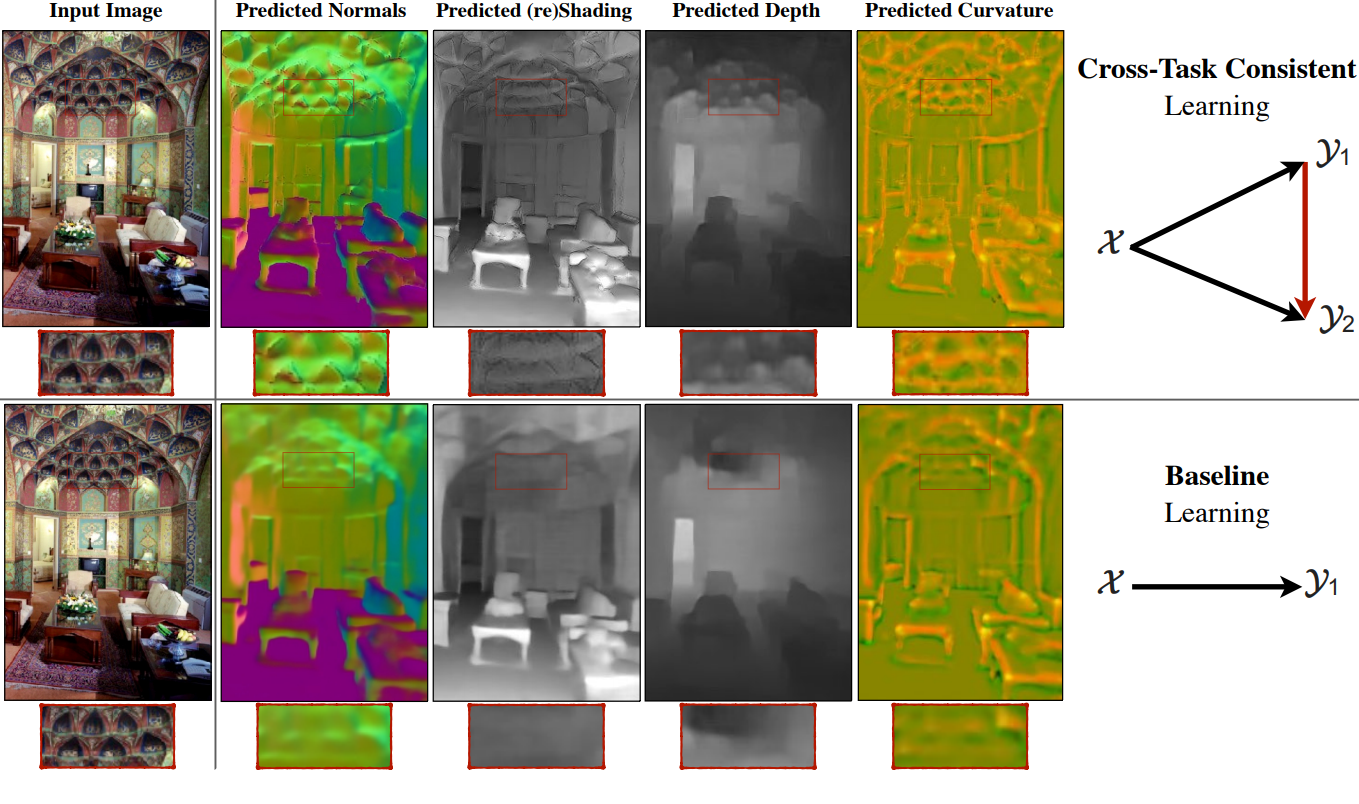 Input Image
Predicted Normals
Predicted (re)Shading
Predicted Depth
Predicted Curvature
Cross-Task Consistent
Learning
𝒳
𝒴1
𝒴2
Baseline
Learning
𝒳
𝒴1